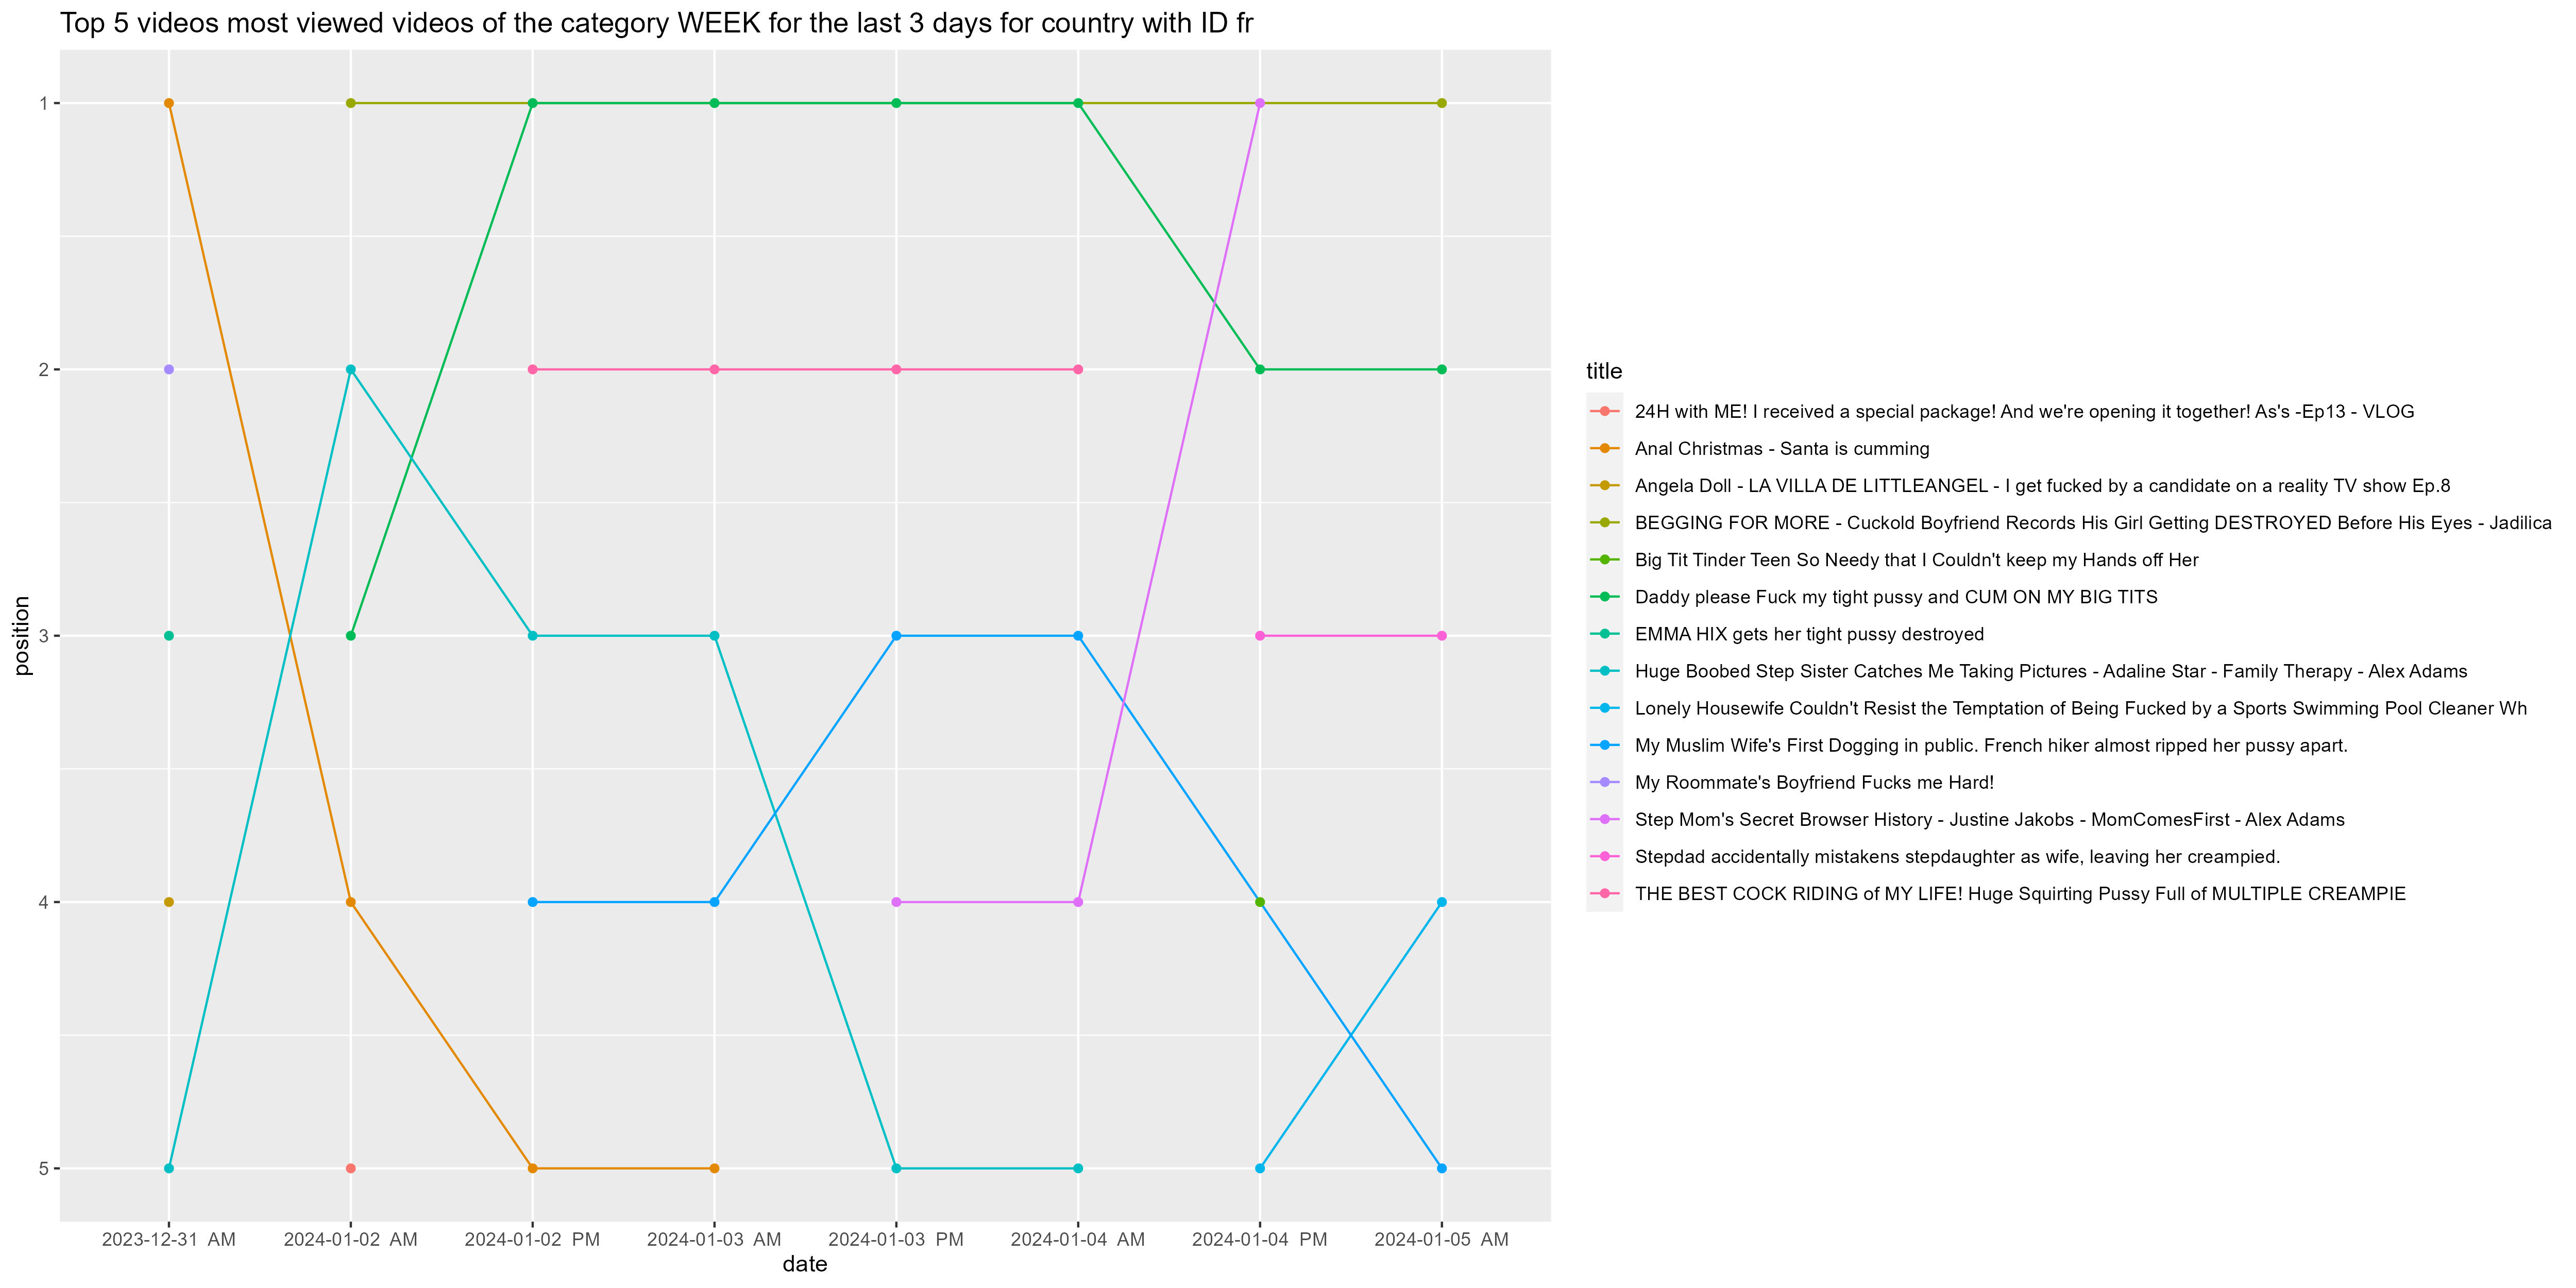 Top 5 videos most viewed videos of the category WEEK for the last 3 days for country with ID fr
position
1
2
3
4
5
2023-12-31 AM
2024-01-02 AM
2024-01-02 PM
2024-01-03 AM
2024-01-03 PM
2024-01-04 AM
2024-01-04 PM
2024-01-05 AM
date
title
24H with ME! I received a special package! And we're opening it together! As's -Ep13 - VLOG
Anal Christmas - Santa is cumming
Angela Doll - LA VILLA DE LITTLEANGEL - I get fucked by a candidate on a reality TV show Ep.8
BEGGING FOR MORE - Cuckold Boyfriend Records His Girl Getting DESTROYED Before His Eyes - Jadilica
Big Tit Tinder Teen So Needy that I Couldn't keep my Hands off Her
Daddy please Fuck my tight pussy and CUM ON MY BIG TITS
EMMA HIX gets her tight pussy destroyed
Huge Boobed Step Sister Catches Me Taking Pictures - Adaline Star - Family Therapy - Alex Adams
Lonely Housewife Couldn't Resist the Temptation of Being Fucked by a Sports Swimming Pool Cleaner Wh
My Muslim Wife's First Dogging in public. French hiker almost ripped her pussy apart.
My Roommate's Boyfriend Fucks me Hard!
Step Mom's Secret Browser History - Justine Jakobs - MomComesFirst - Alex Adams
Stepdad accidentally mistakens stepdaughter as wife, leaving her creampied.
THE BEST COCK RIDING of MY LIFE! Huge Squirting Pussy Full of MULTIPLE CREAMPIE